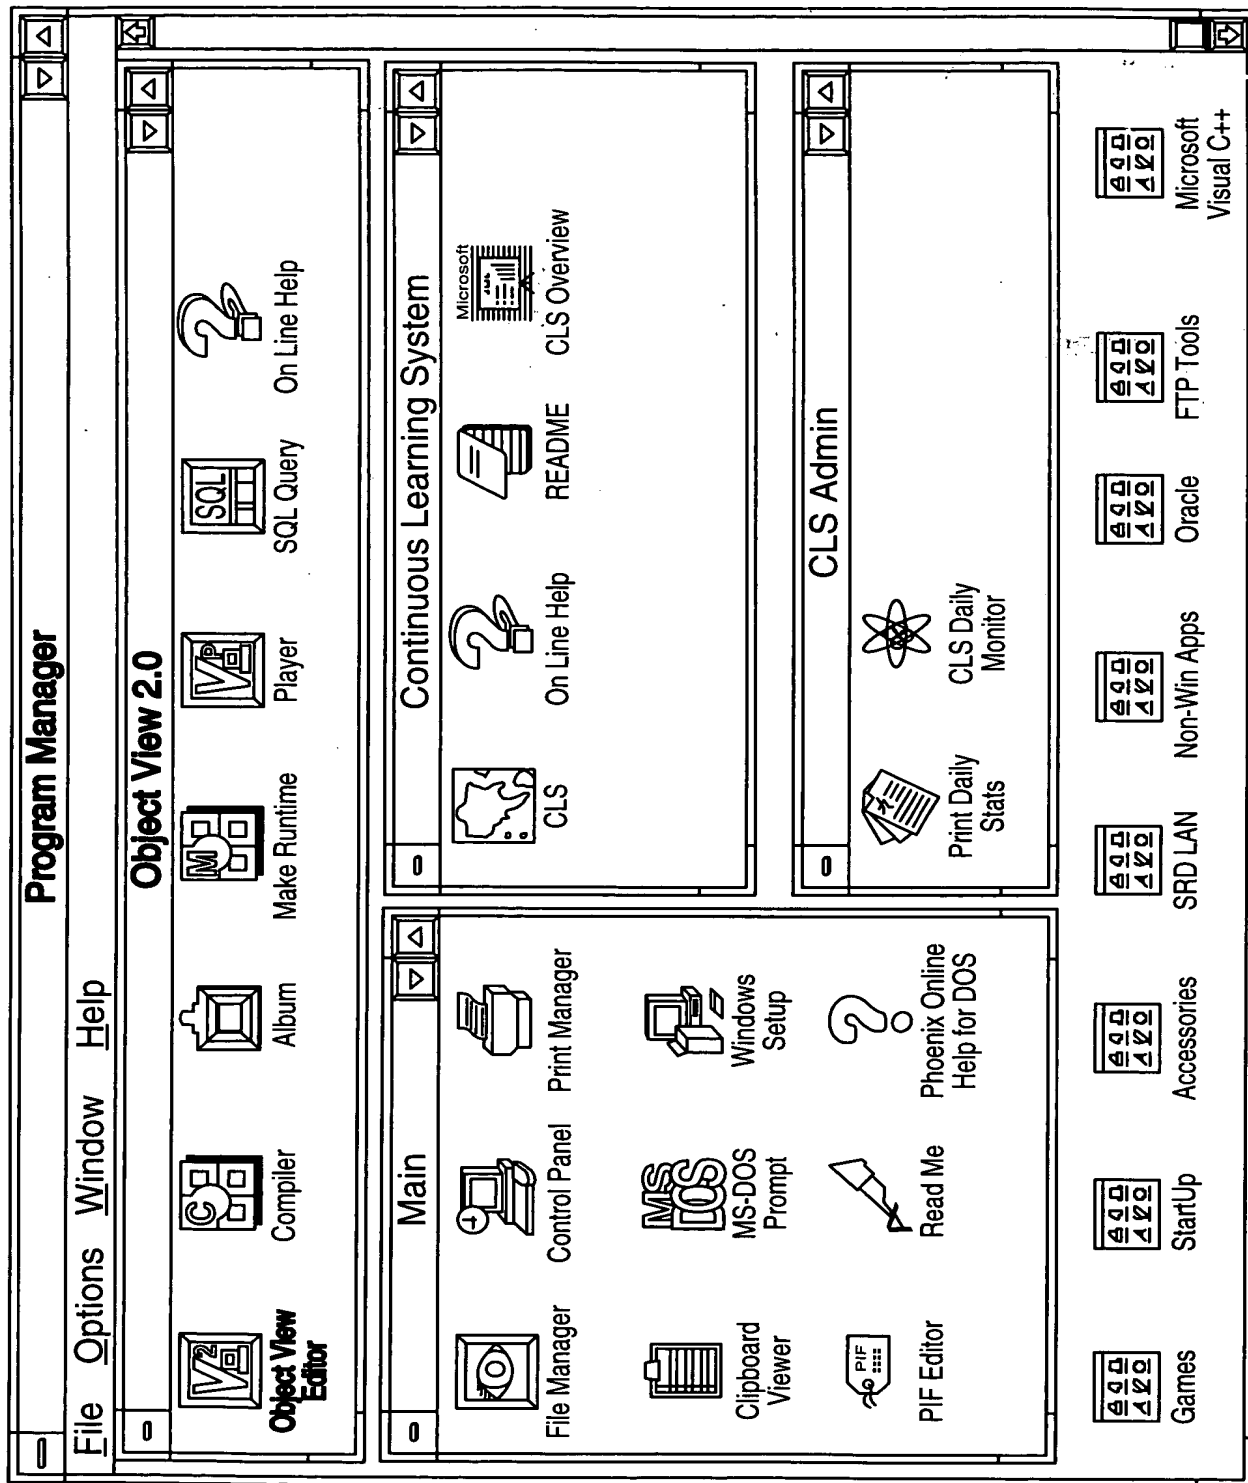 Program Manager
File Options Window Help
Object View 2.0
C
M
SQL
Object View
Editor
Compiler
Album
Make Runtime
Player
SQL Query
On Line Help
Main
File Manager
Control Panel
Print Manager
MS
DOS
Clipboard
Viewer
MS-DOS
Prompt
Windows
Setup
PIF
PIF Editor
Read Me
Phoenix Online
Help for DOS
Continuous Learning System
Microsoft
CLS
On Line Help
README
CLS Overview
CLS Admin
Print Daily
Stats
CLS Daily
Monitor
Games
StartUp
Accessories
SRD LAN
Non-Win Apps
Oracle
FTP Tools
Microsoft
Visual C++